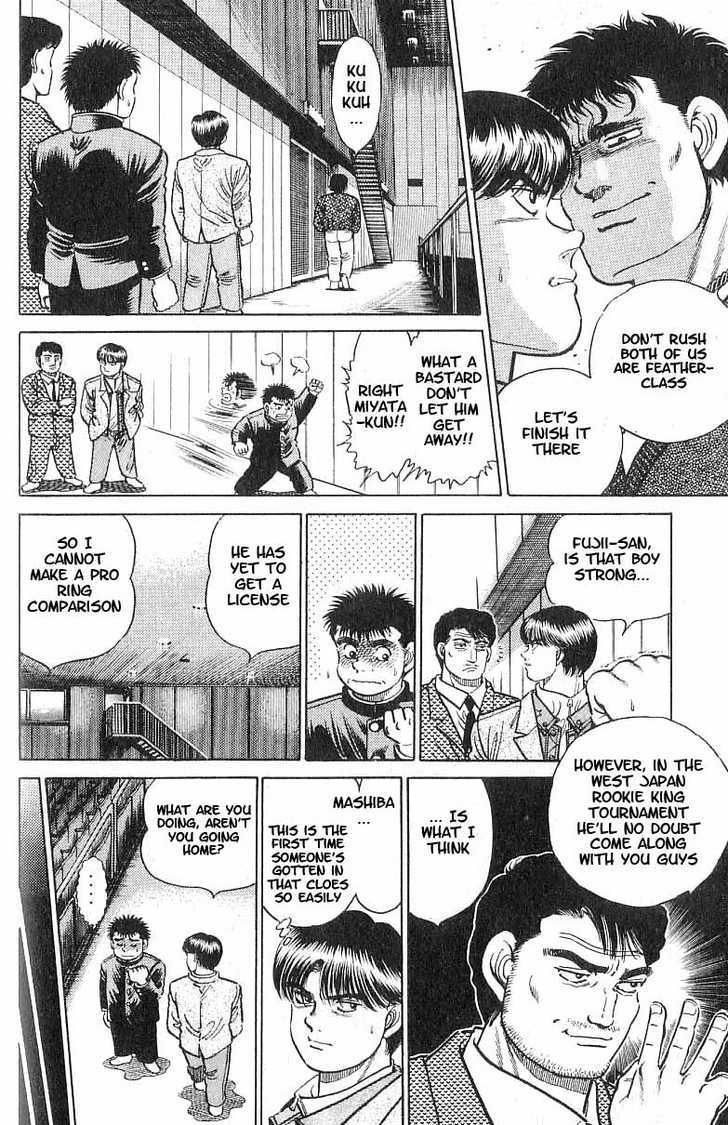 DON'T RUSH
BOTH OF US
ARE FEATHER-
CLASS
LET'S
FINISH IT
THERE
KU
KU
KUH
...
WHAT A
BASTARD
DON'T
LET HIM
GET
AWAY!!
RIGHT
MIYATA
-KUN!!
FUJII-SAN,
IS THAT BOY
STRONG...
HE HAS
YET TO
GET A
LICENSE
SO I
CANNOT
MAKE A PRO
RING
COMPARISON
HOWEVER, IN THE
WEST JAPAN
ROOKIE KING
TOURNAMENT
HE'LL NO DOUBT
COME ALONG
WITH YOU GUYS
... IS
WHAT I
THINK
MASHIBA
...
THIS IS THE
FIRST TIME
SOMEONE'S
GOTTEN IN
THAT CLOES
SO EASILY
WHAT ARE YOU
DOING, AREN'T
YOU GOING
HOME?
...